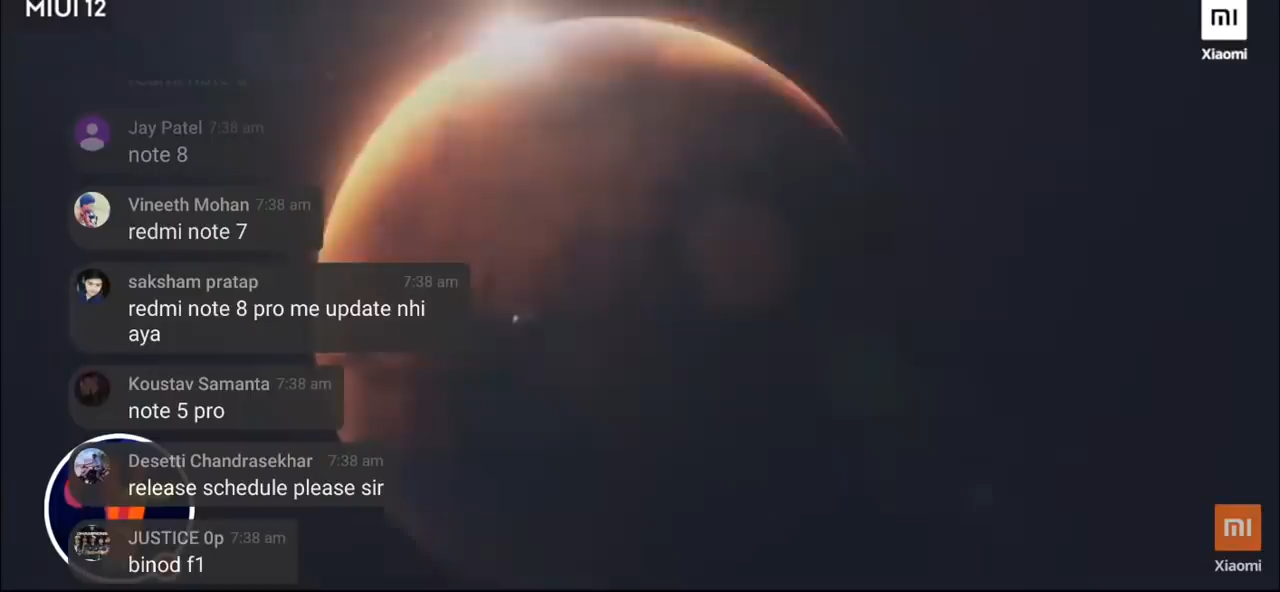 MIUI 12
mi
Xiaomi
Jay Patel 7:38 am
note 8
Vineeth Mohan 7:38 am
redmi note 7
saksham pratap 7:38 am
redmi note 8 pro me update nhi
aya
Koustav Samanta 7:38 am
note 5 pro
Desetti Chandrasekhar 7:38 am
release schedule please sir
JUSTICE 0p 7:38 am
binod f1
mi
Xiaomi